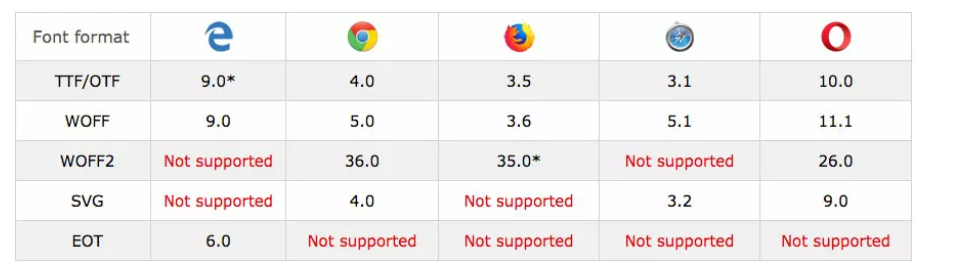 Font format
TTF/OTF 9.0* 4.0 3.5 3.1 10.0
WOFF 9.0 5.0 3.6 5.1 11.1
WOFF2 Not supported 36.0 35.0* Not supported 26.0
SVG Not supported 4.0 Not supported 3.2 9.0
EOT 6.0 Not supported Not supported Not supported Not supported